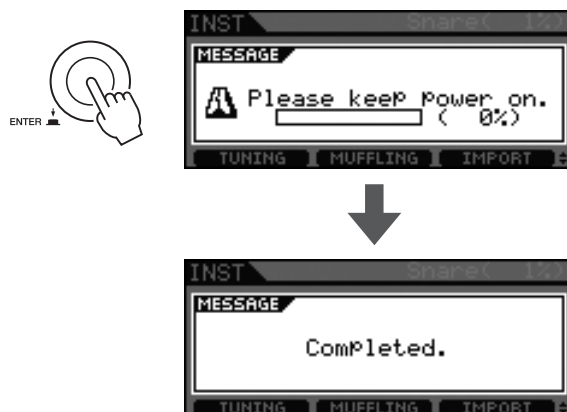 INST Snare( 1%)
MESSAGE
Please keep power on.
( 0%)
ENTER
TUNING MUFFLING IMPORT
INST Snare( 1%)
MESSAGE
Completed.
TUNING MUFFLING IMPORT